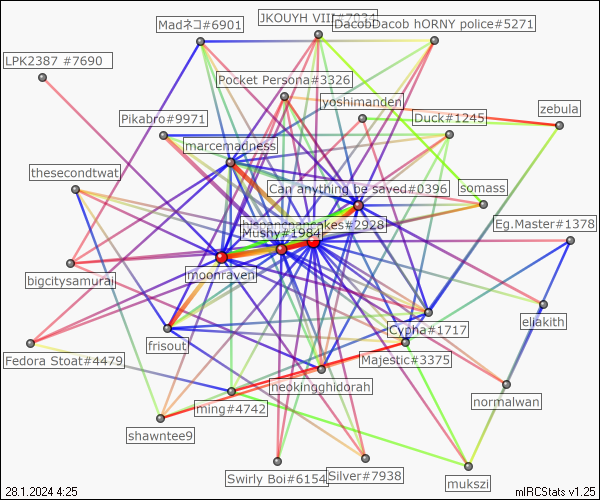 JKOUYH VIII#7034
Madネコ#6901
DacobDacob hORNY police#5271
LPK2387 #7690
Pocket Persona#3326
yoshimanden
zebula
Pikabro#9971
Duck#1245
marcemadness
thesecondtwat
Can anything be saved#0396
somass
pancakes#2928
Eg.Master#1378
Mushy#1984
moonraven
bigcitysamurai
eliakith
Cypha#1717
frisout
Fedora Stoat#4479
Majestic#3375
neokingghidorah
normalwan
ming#4742
shawntee9
Swirly Boi#6154
Silver#7938
mukszi
28.1.2024 4:25
mIRCStats v1.25